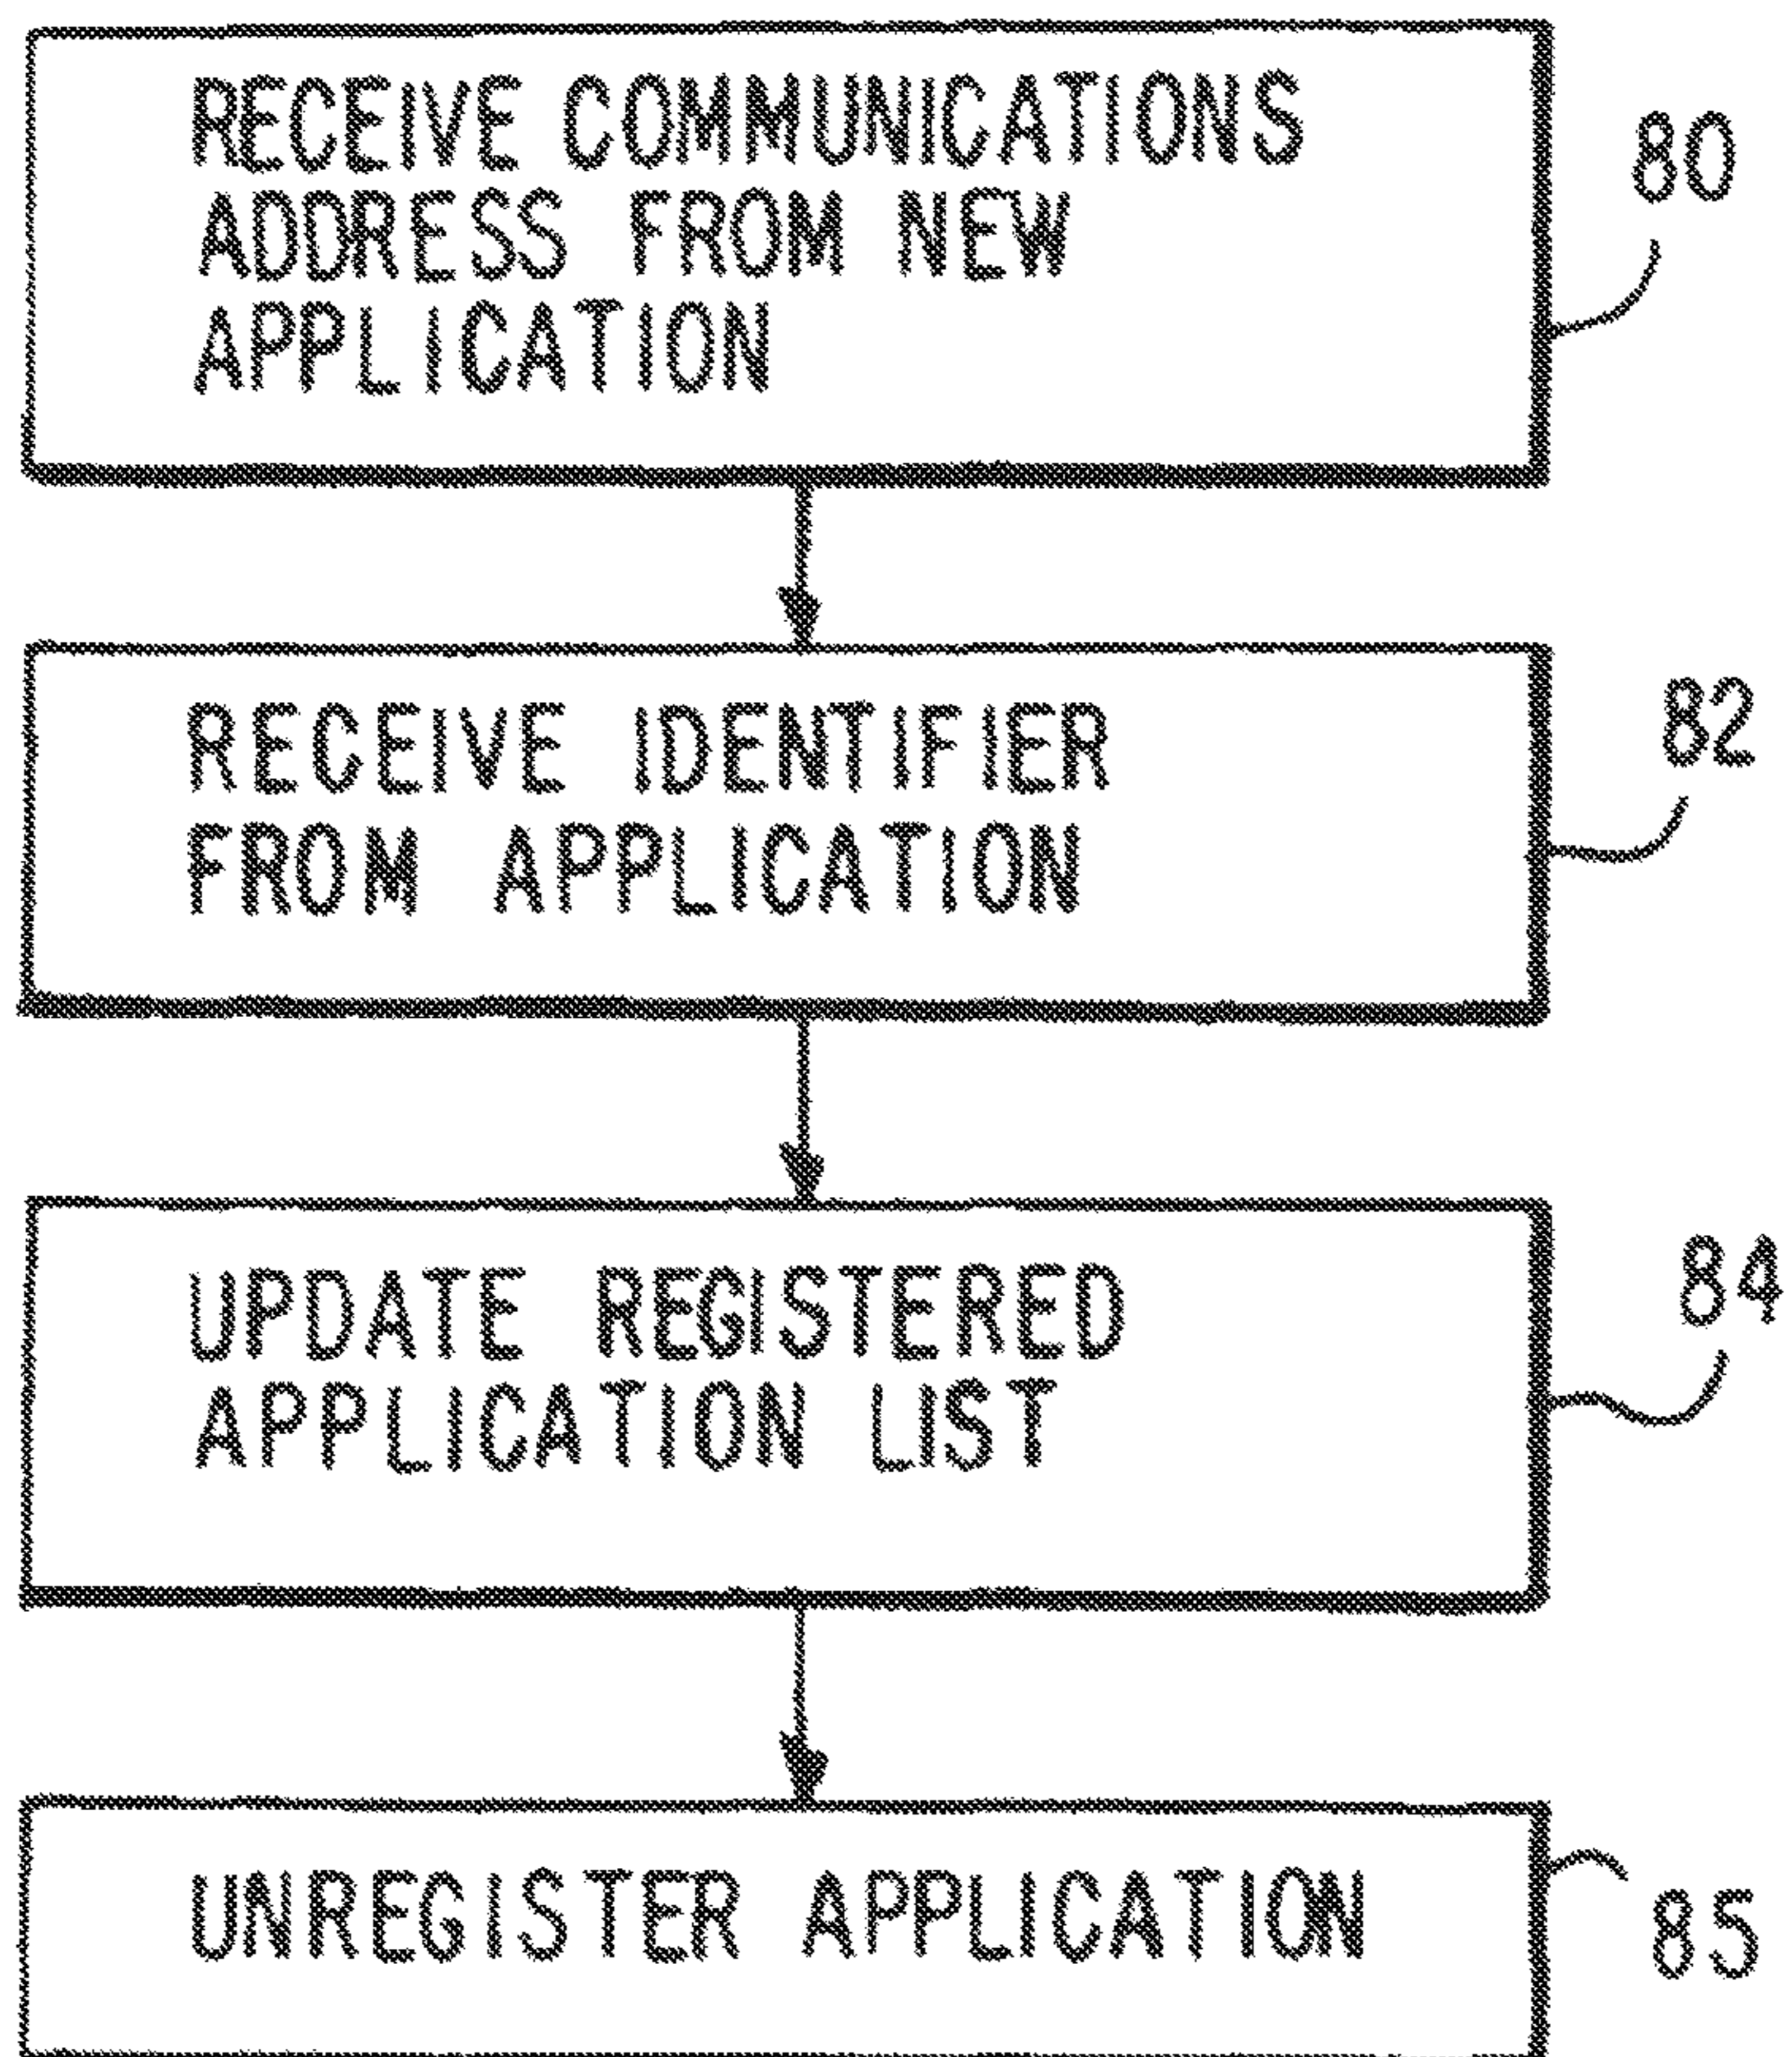 RECEIVE COMMUNICATIONS
ADDRESS FROM NEW
APPLICATION
80
RECEIVE IDENTIFIER
FROM APPLICATION
82
UPDATE REGISTERED
APPLICATION LIST
84
UNREGISTER APPLICATION
85